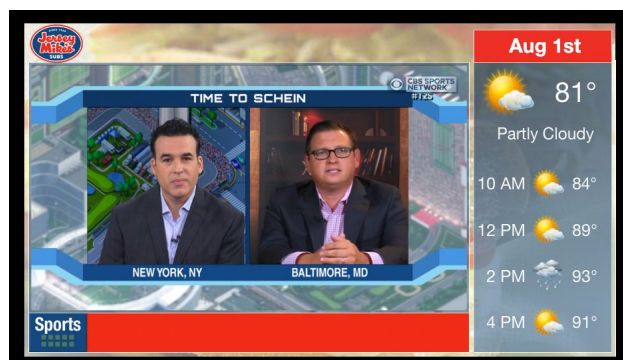 Jersey
Mike's
SUBS
CBS SPORTS
NETWORK
TIME TO SCHEIN
NEW YORK, NY
BALTIMORE, MD
Sports
Aug 1st
81°
Partly Cloudy
10 AM 84°
12 PM 89°
2 PM 93°
4 PM 91°